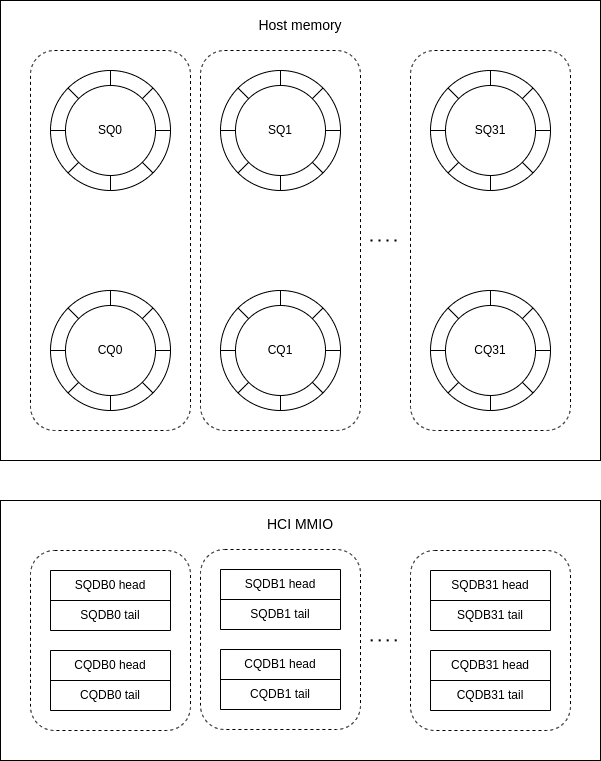 Host memory
SQ0
SQ1
SQ31
....
CQ0
CQ1
CQ31
HCI MMIO
SQDB0 head
SQDB1 head
SQDB31 head
SQDB0 tail
SQDB1 tail
SQDB31 tail
....
CQDB0 head
CQDB1 head
CQDB31 head
CQDB0 tail
CQDB1 tail
CQDB31 tail